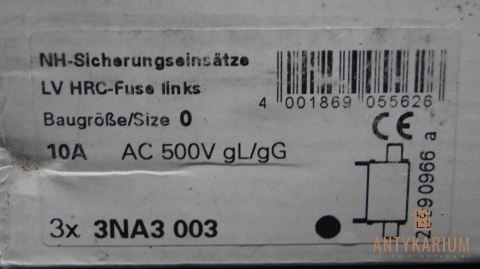 NH-Sicherungseinsätze
LV HRC-Fuse links
Baugröße/Size 0
10A AC 500V gL/gG
3x 3NA3 003
4 001869 055626
CE
ANTYKARIUM